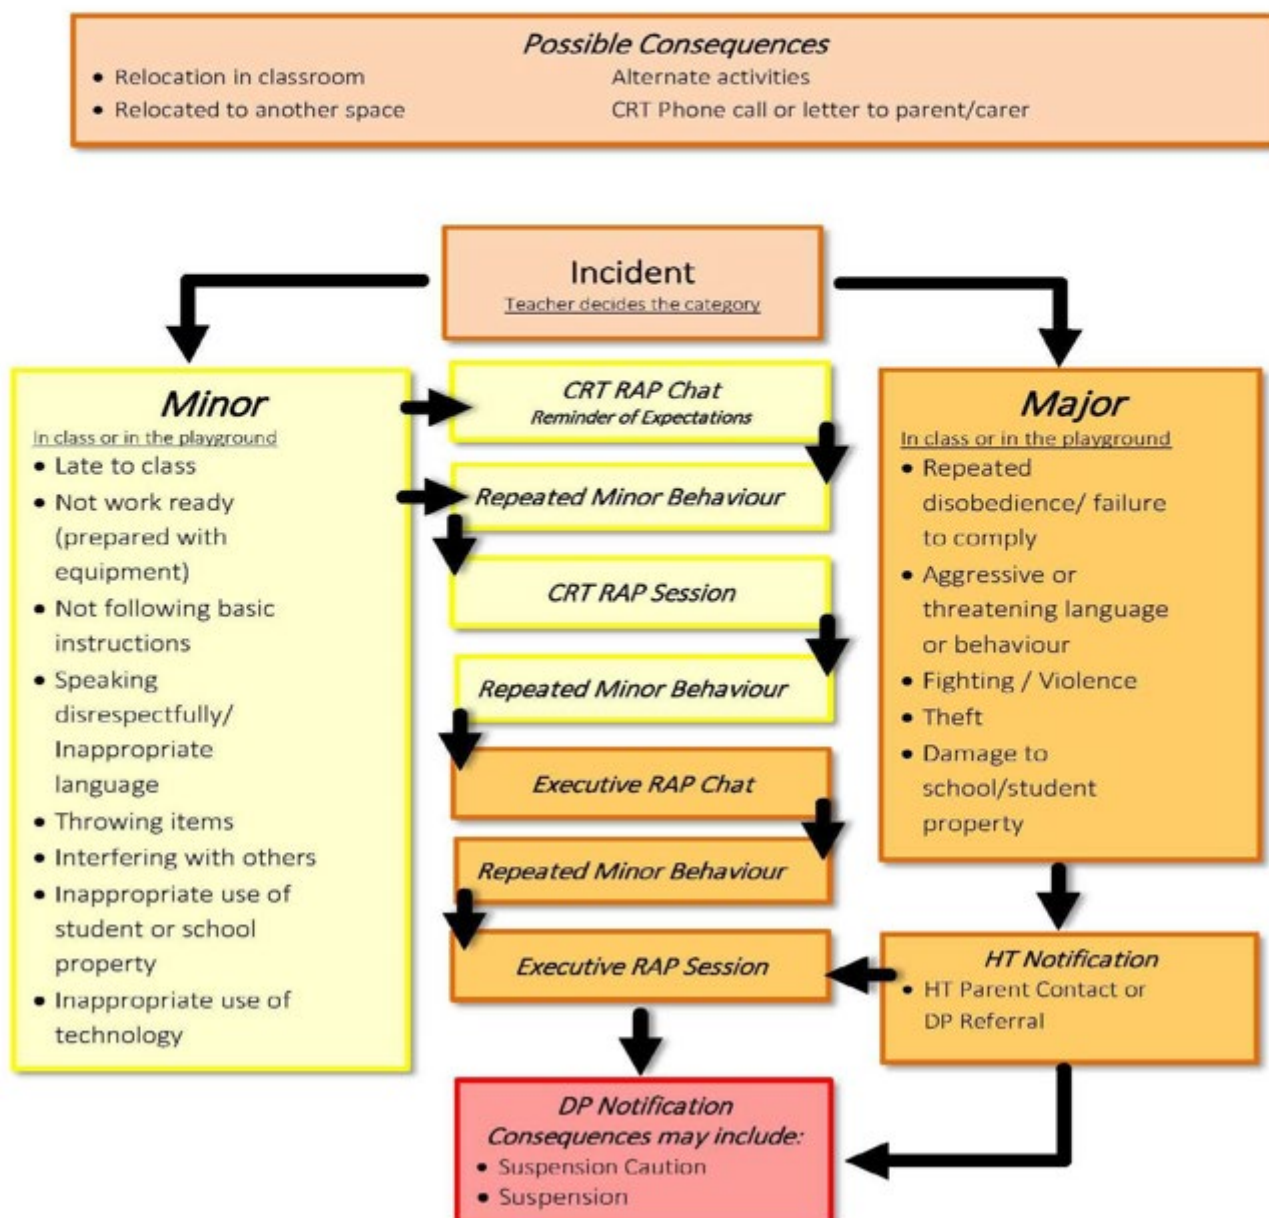 Possible Consequences
• Relocation in classroom
Alternate activities
• Relocated to another space
CRT Phone call or letter to parent/carer
Incident
Teacher decides the category
Minor
In class or in the playground
• Late to class
• Not work ready
(prepared with
equipment)
• Not following basic
instructions
• Speaking
disrespectfully/
Inappropriate
language
• Throwing items
• Interfering with others
• Inappropriate use of
student or school
property
• Inappropriate use of
technology
CRT RAP Chat
Reminder of Expectations
Repeated Minor Behaviour
CRT RAP Session
Repeated Minor Behaviour
Executive RAP Chat
Repeated Minor Behaviour
Executive RAP Session
Major
In class or in the playground
• Repeated
disobedience/ failure
to comply
• Aggressive or
threatening language
or behaviour
• Fighting / Violence
• Theft
• Damage to
school/student
property
HT Notification
• HT Parent Contact or
DP Referral
DP Notification
Consequences may include:
• Suspension Caution
• Suspension